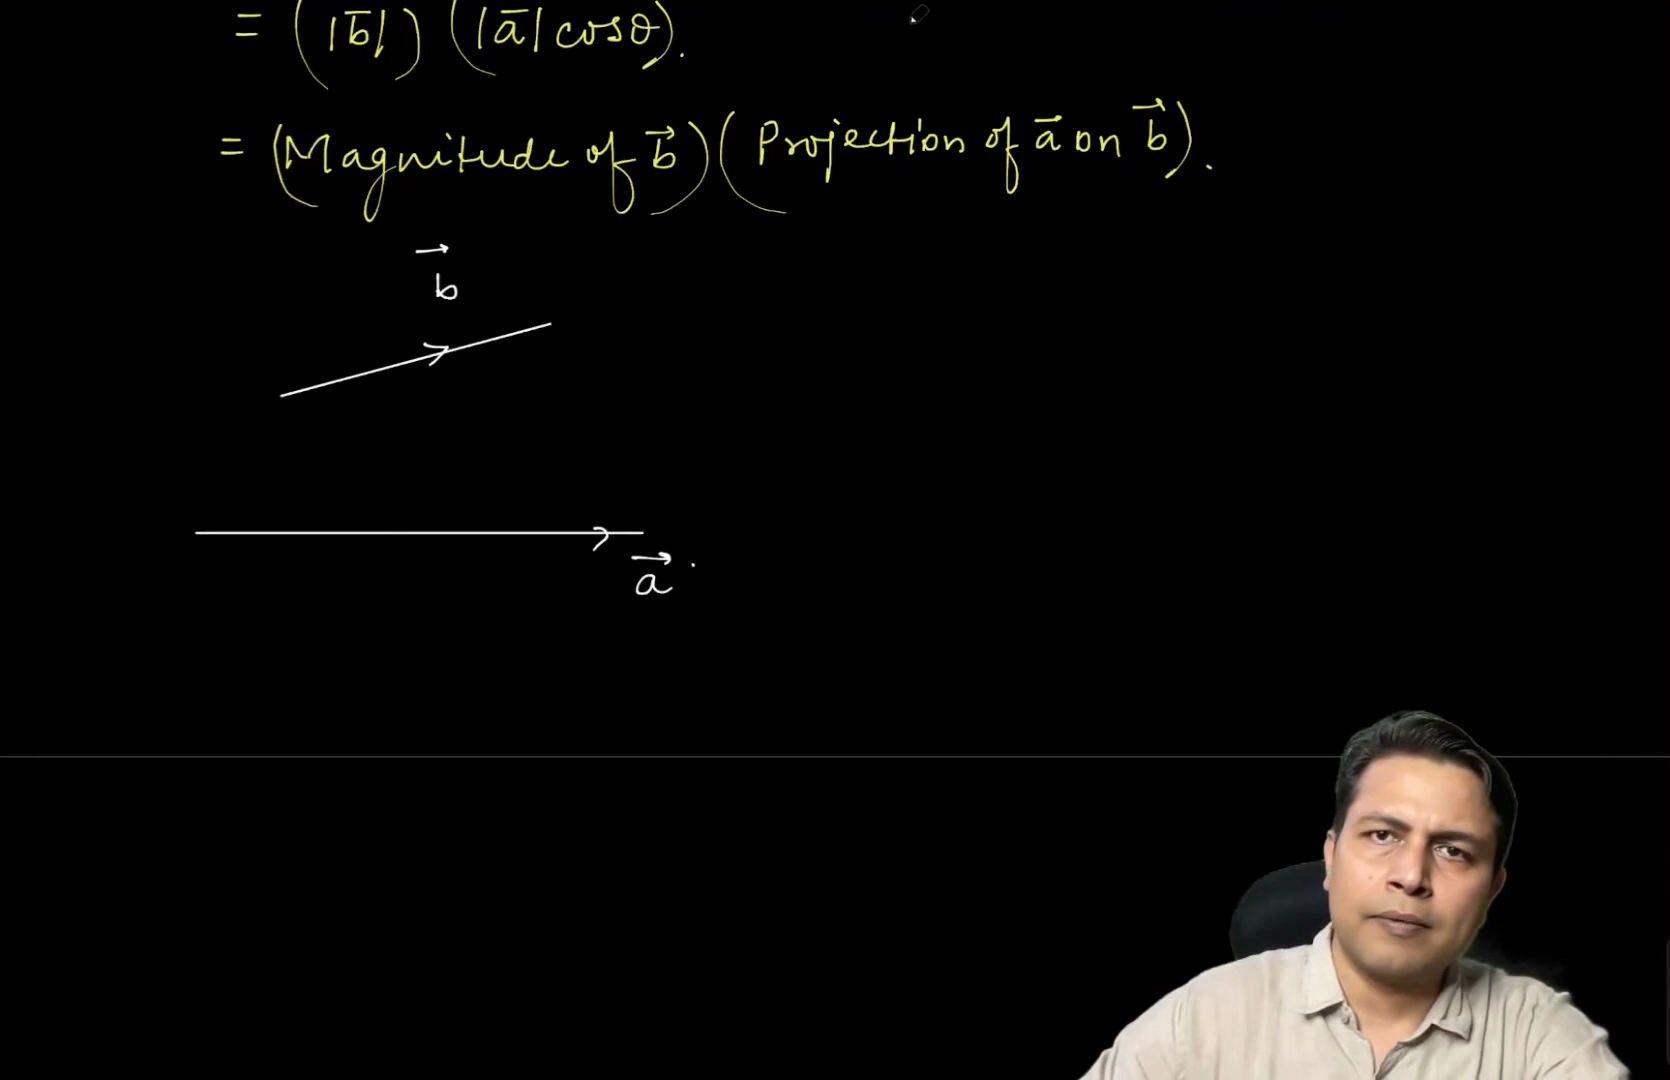 = (|b̄|) (|ā| cosθ).
= (Magnitude of b⃗) (Projection of a⃗ on b⃗).
b⃗
a⃗.